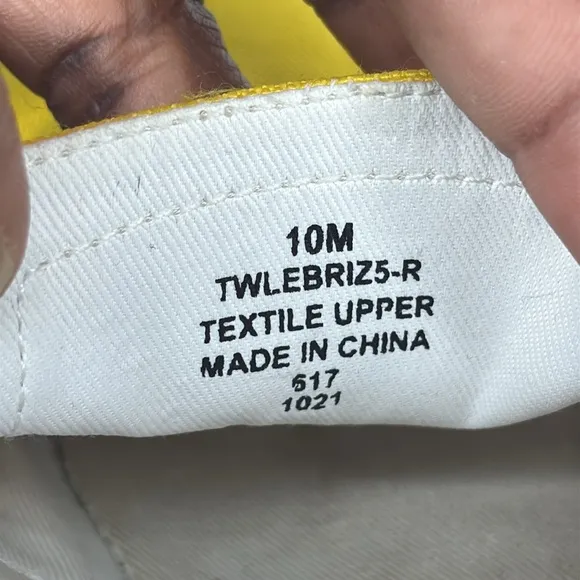 10M
TWLEBRIZ5-R
TEXTILE UPPER
MADE IN CHINA
617
1021